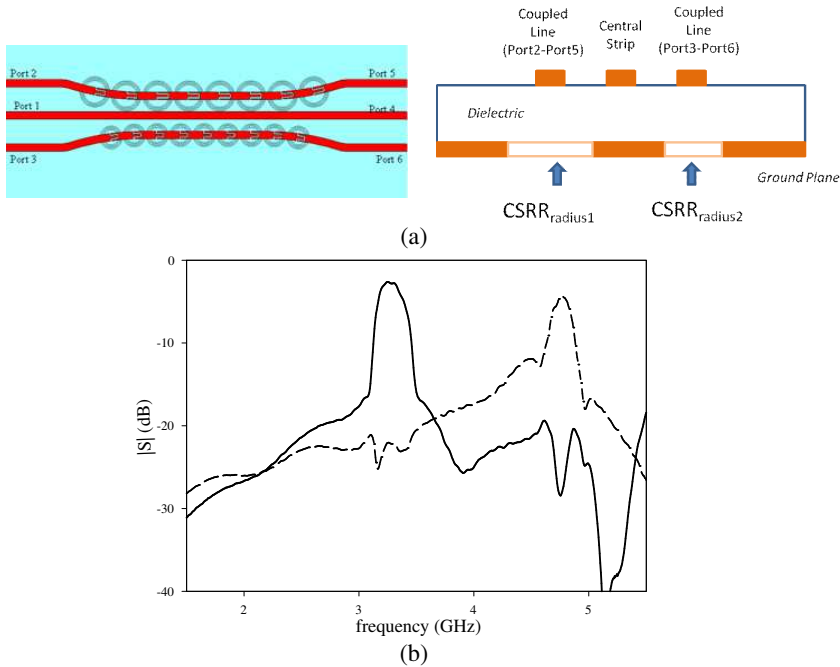 Port 2
Port 5
Port 1
Port 4
Port 3
Port 6
Coupled
Line
(Port2-Port5)
Central
Strip
Coupled
Line
(Port3-Port6)
Dielectric
Ground Plane
CSRRradius1
CSRRradius2
(a)
0
-10
-20
-30
-40
|S| (dB)
2
3
4
5
frequency (GHz)
(b)